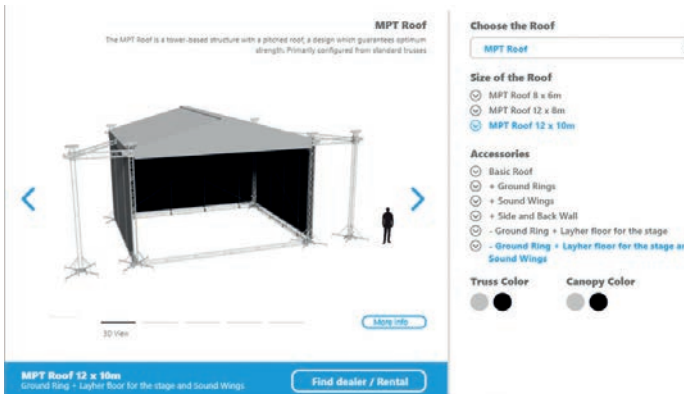 MPT Roof
The MPT Roof is a tower-based structure with a pitched roof, a design which guarantees optimum
strength. Primarily configured from standard trusses
3D View
More info
MPT Roof 12 x 10m
Ground Ring + Layher floor for the stage and Sound Wings
Find dealer / Rental
Choose the Roof
MPT Roof
Size of the Roof
MPT Roof 8 x 6m
MPT Roof 12 x 8m
MPT Roof 12 x 10m
Accessories
Basic Roof
+ Ground Rings
+ Sound Wings
+ Side and Back Wall
- Ground Ring + Layher floor for the stage
- Ground Ring + Layher floor for the stage an
Sound Wings
Truss Color
Canopy Color